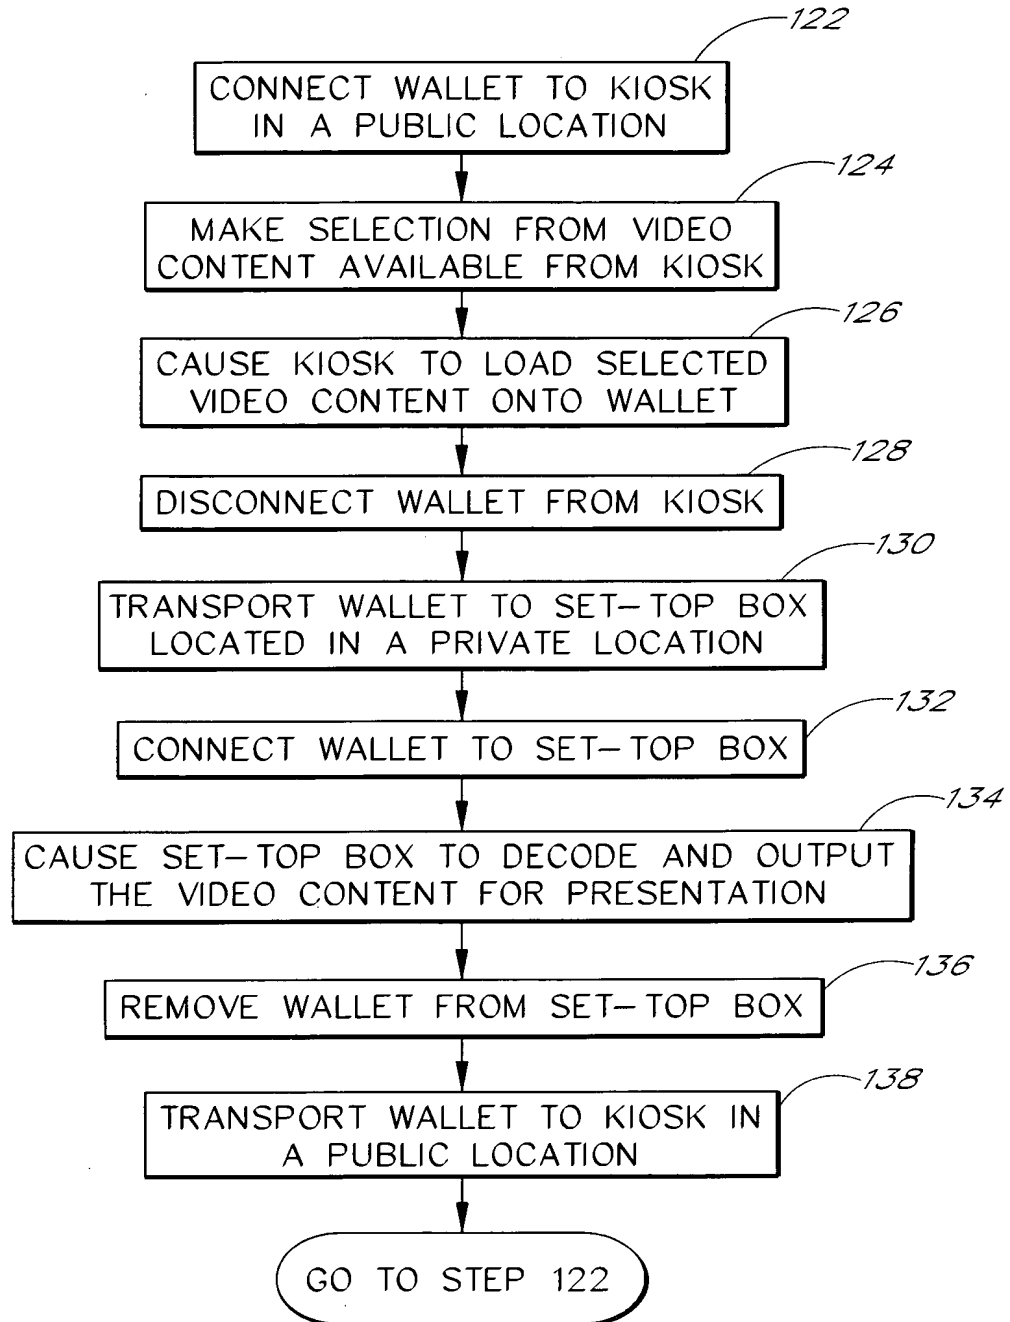 122
CONNECT WALLET TO KIOSK
IN A PUBLIC LOCATION
124
MAKE SELECTION FROM VIDEO
CONTENT AVAILABLE FROM KIOSK
126
CAUSE KIOSK TO LOAD SELECTED
VIDEO CONTENT ONTO WALLET
128
DISCONNECT WALLET FROM KIOSK
130
TRANSPORT WALLET TO SET-TOP BOX
LOCATED IN A PRIVATE LOCATION
132
CONNECT WALLET TO SET-TOP BOX
134
CAUSE SET-TOP BOX TO DECODE AND OUTPUT
THE VIDEO CONTENT FOR PRESENTATION
136
REMOVE WALLET FROM SET-TOP BOX
138
TRANSPORT WALLET TO KIOSK IN
A PUBLIC LOCATION
GO TO STEP 122